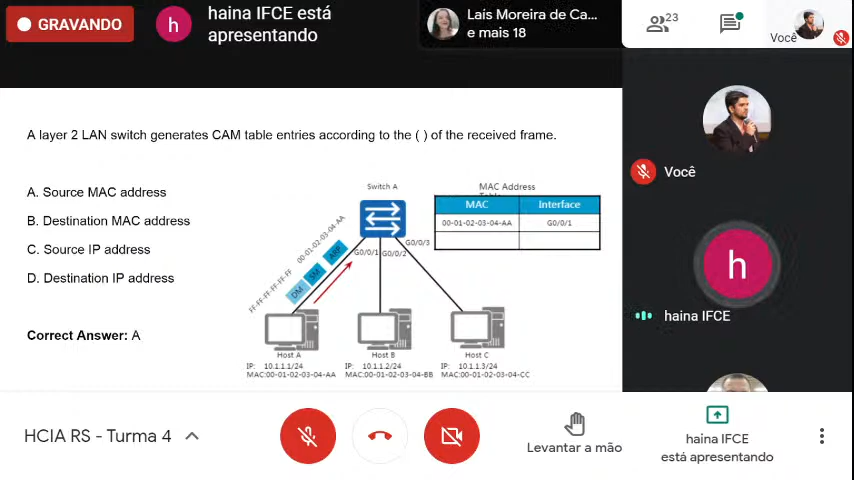 GRAVANDO
h
haina IFCE está
apresentando
Lais Moreira de Ca...
e mais 18
23
Você
A layer 2 LAN switch generates CAM table entries according to the ( ) of the received frame.
A. Source MAC address
B. Destination MAC address
C. Source IP address
D. Destination IP address
Correct Answer: A
Switch A
MAC Address
Table
MAC Interface
00-01-02-03-04-AA G0/0/1
00-01-02-03-04-AA
FF-FF-FF-FF-FF-FF
DM SM ARP
G0/0/1 G0/0/2
G0/0/3
Host A
IP: 10.1.1.1/24
MAC:00-01-02-03-04-AA
Host B
IP: 10.1.1.2/24
MAC:00-01-02-03-04-BB
Host C
IP: 10.1.1.3/24
MAC:00-01-02-03-04-CC
Você
h
haina IFCE
HCIA RS - Turma 4
Levantar a mão
haina IFCE
está apresentando